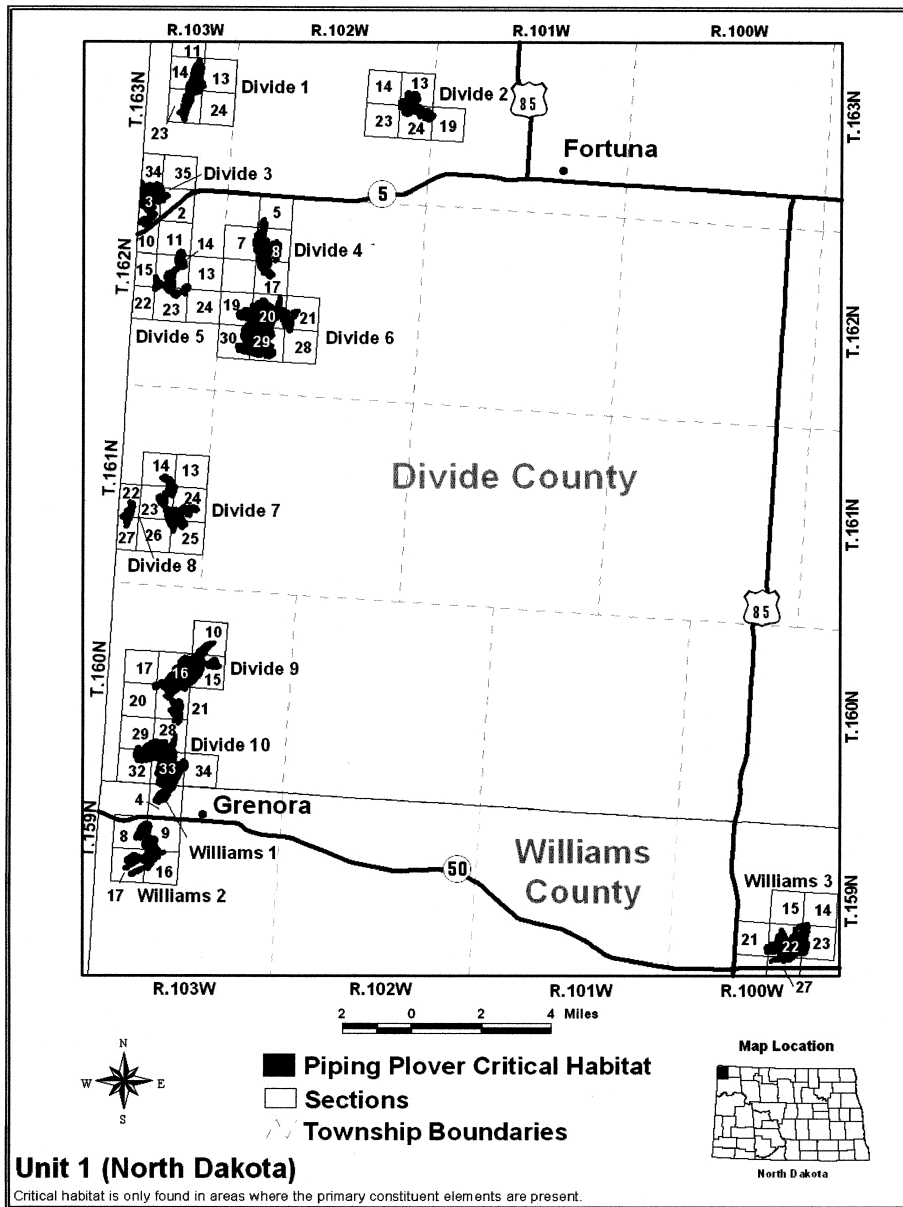 R.103W R.102W R.101W R.100W
11
14 13 Divide 1
24
23
14 13 Divide 2
23 24 19
85
Fortuna
T.163N
T.163N
34 35 Divide 3
3
2
5
5
10 11 14
7 8 Divide 4
15 13
17
22 23 24
19 20 21
Divide 5
30 29 28
Divide 6
T.162N
T.162N
Divide County
T.161N
T.161N
14 13
22 23 24
Divide 7
27 26 25
Divide 8
85
10
17 16 15
Divide 9
20 21
29 28
Divide 10
32 33 34
T.160N
T.160N
4
Grenora
Williams 1
8 9
16
17 Williams 2
T.159N
T.159N
50
Williams
County
Williams 3
15 14
21 22 23
27
R.103W R.102W R.101W R.100W
2 0 2 4 Miles
N
W E
S
Piping Plover Critical Habitat
Sections
Township Boundaries
Map Location
North Dakota
Unit 1 (North Dakota)
Critical habitat is only found in areas where the primary constituent elements are present.